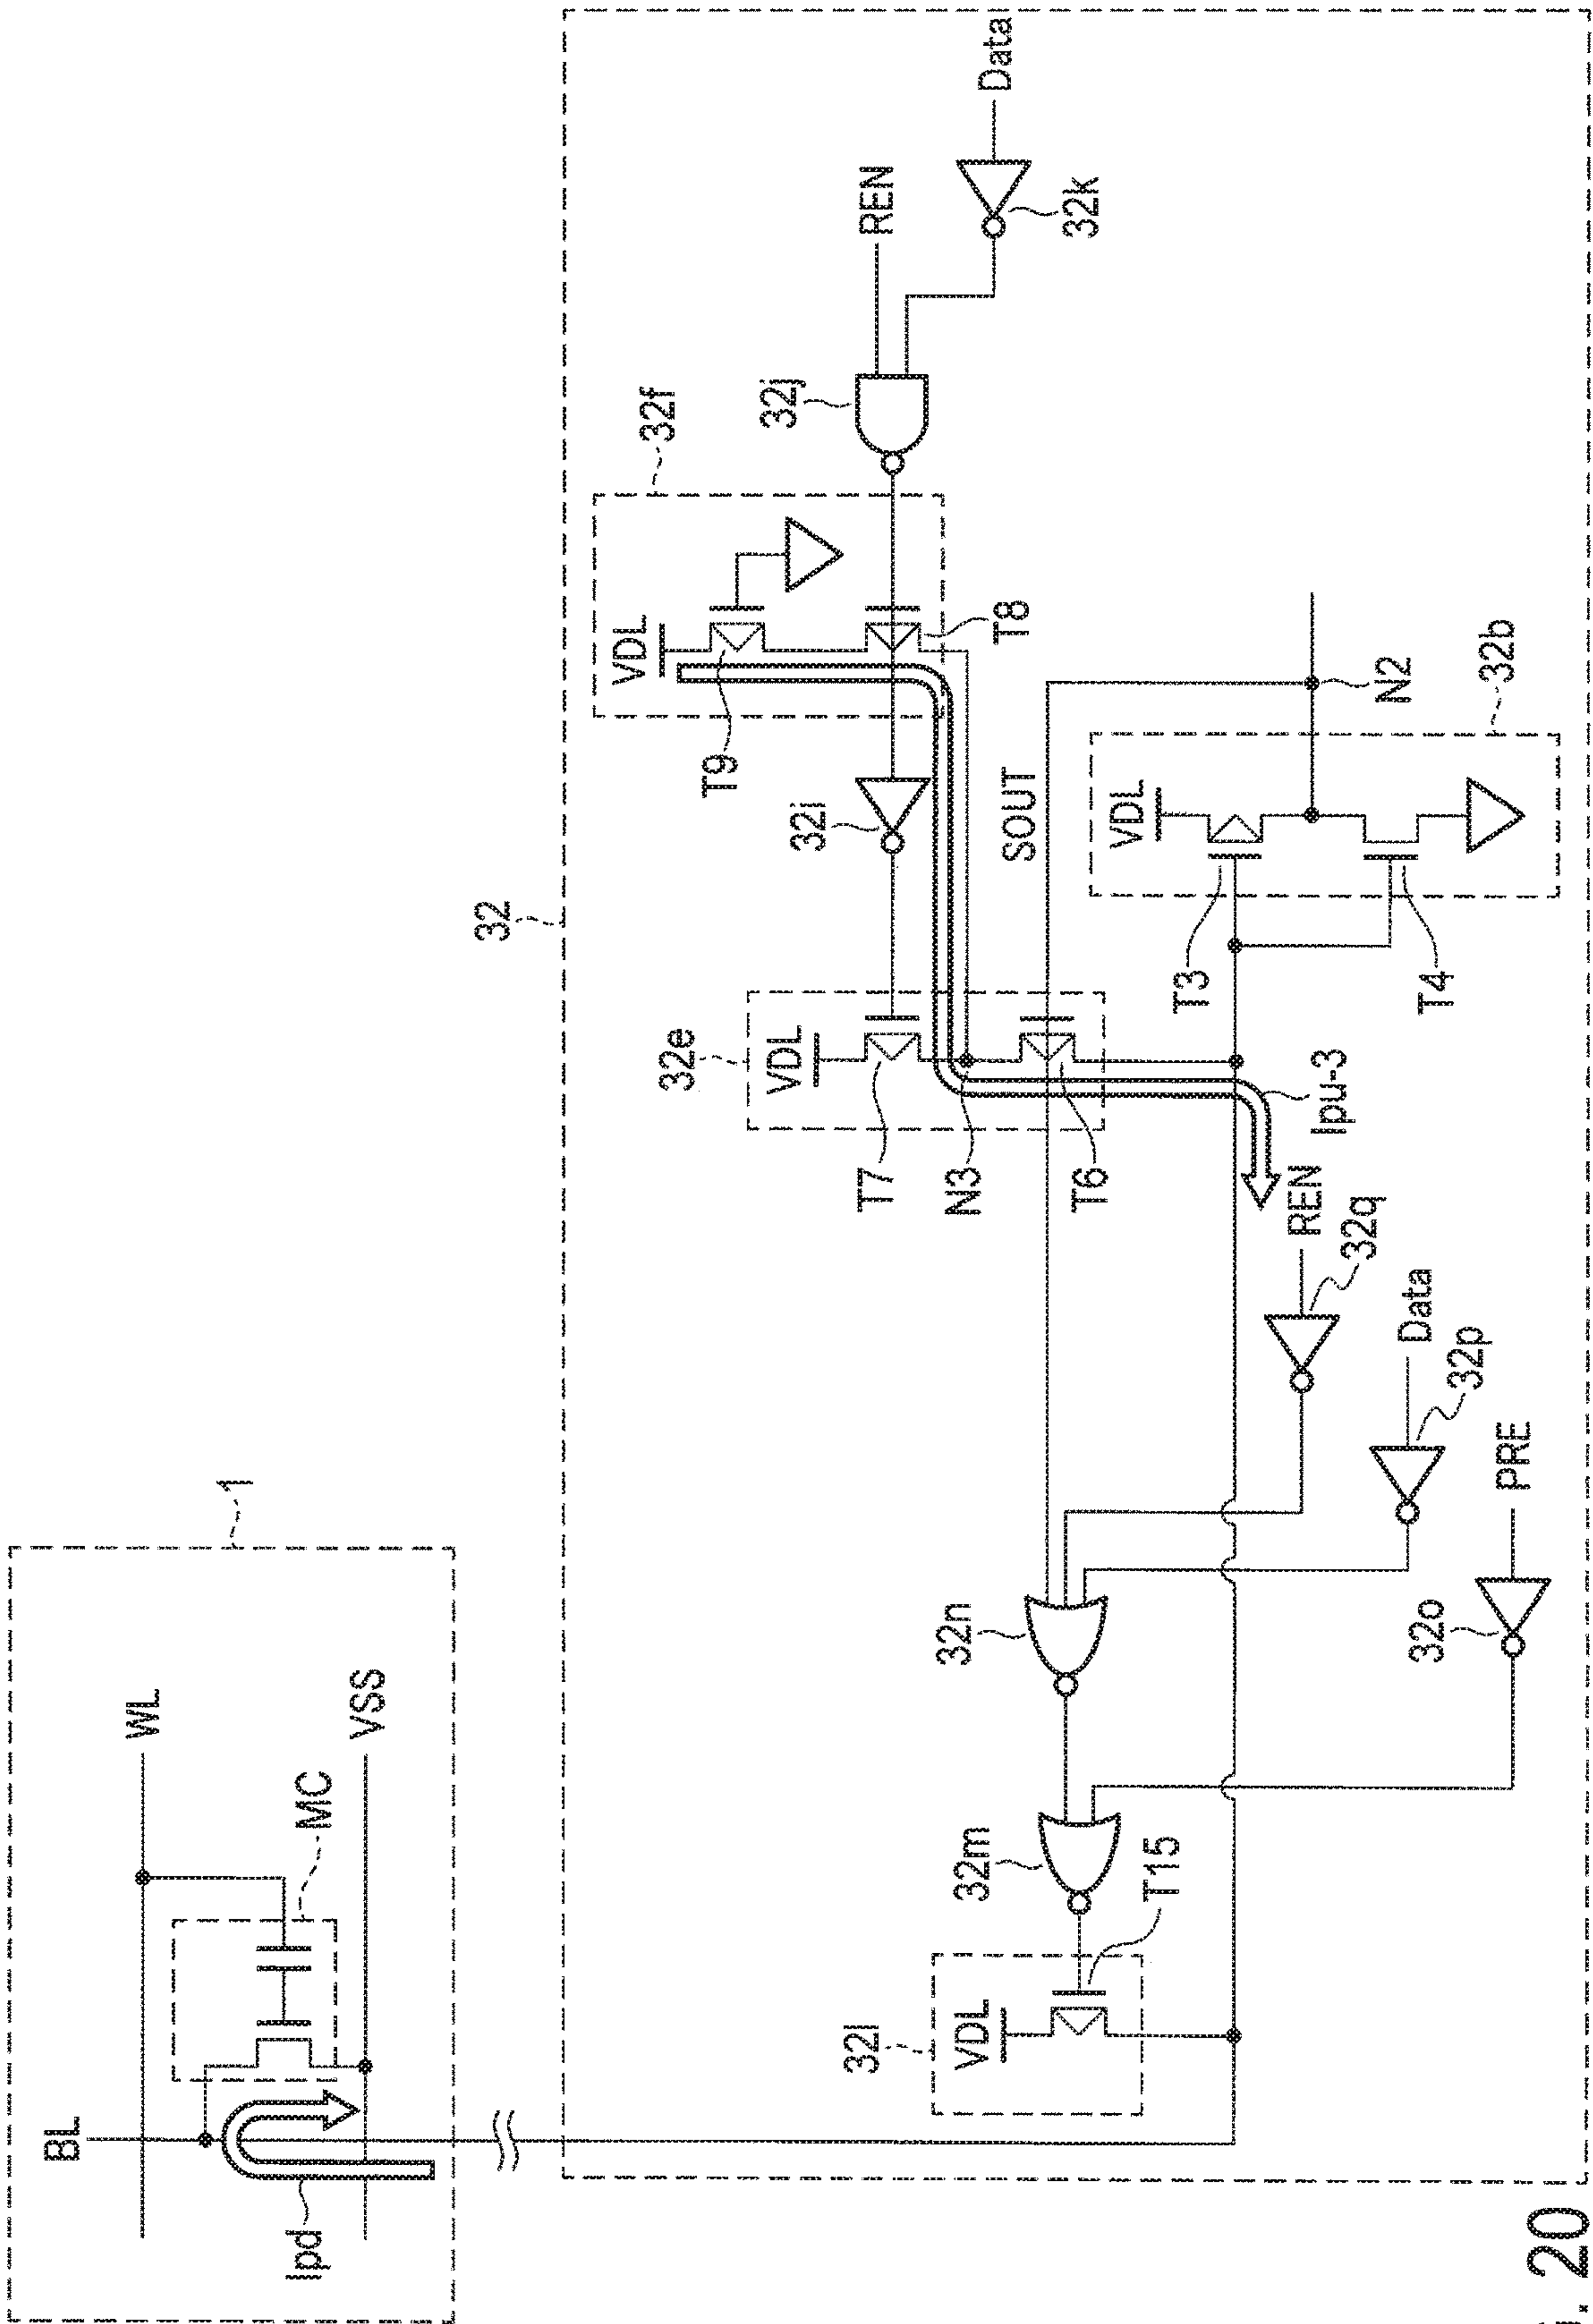 1
BL
WL
VSS
MC
Ipd
32
32l
VDL
T15
32m
32n
32o
PRE
32p
Data
32q
REN
32e
VDL
T7
N3
T6
Ipu-3
32i
SOUT
32f
VDL
T9
T8
32j
REN
Data
32k
VDL
T3
T4
32b
N2
20